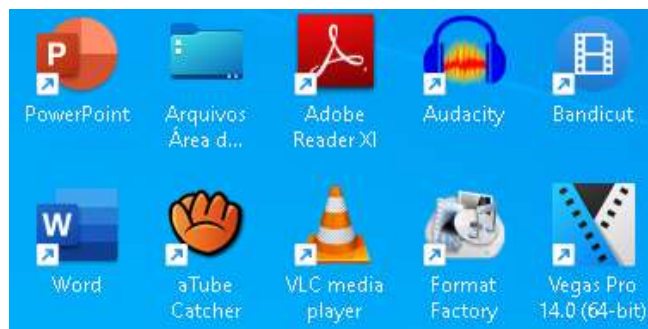 P
PowerPoint
Arquivos
Área d...
Adobe
Reader XI
Audacity
B
Bandicut
W
Word
aTube
Catcher
VLC media
player
Format
Factory
Vegas Pro
14.0 (64-bit)